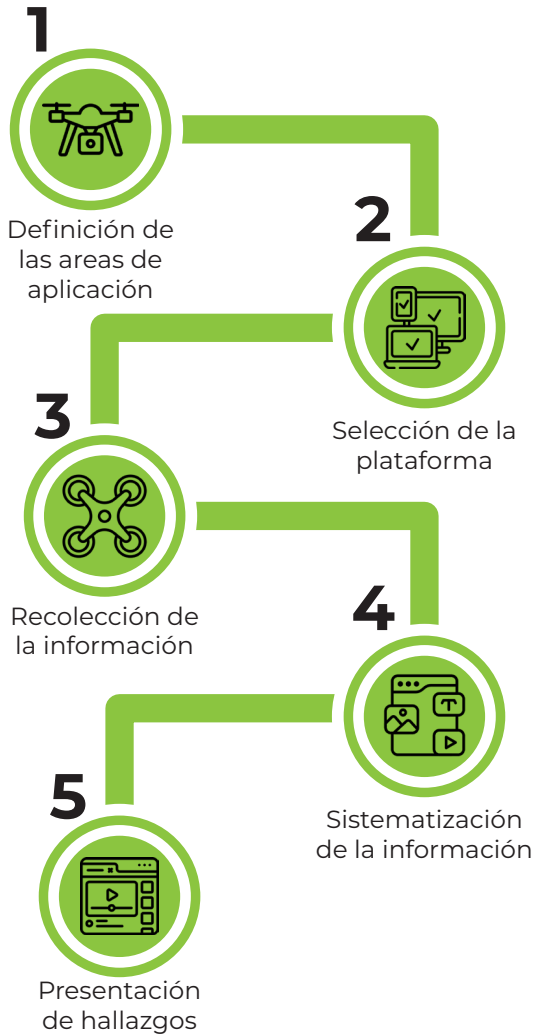 1
Definición de
las areas de
aplicación
2
Selección de la
plataforma
3
Recolección de
la información
4
T
Sistematización
de la información
5
Presentación
de hallazgos